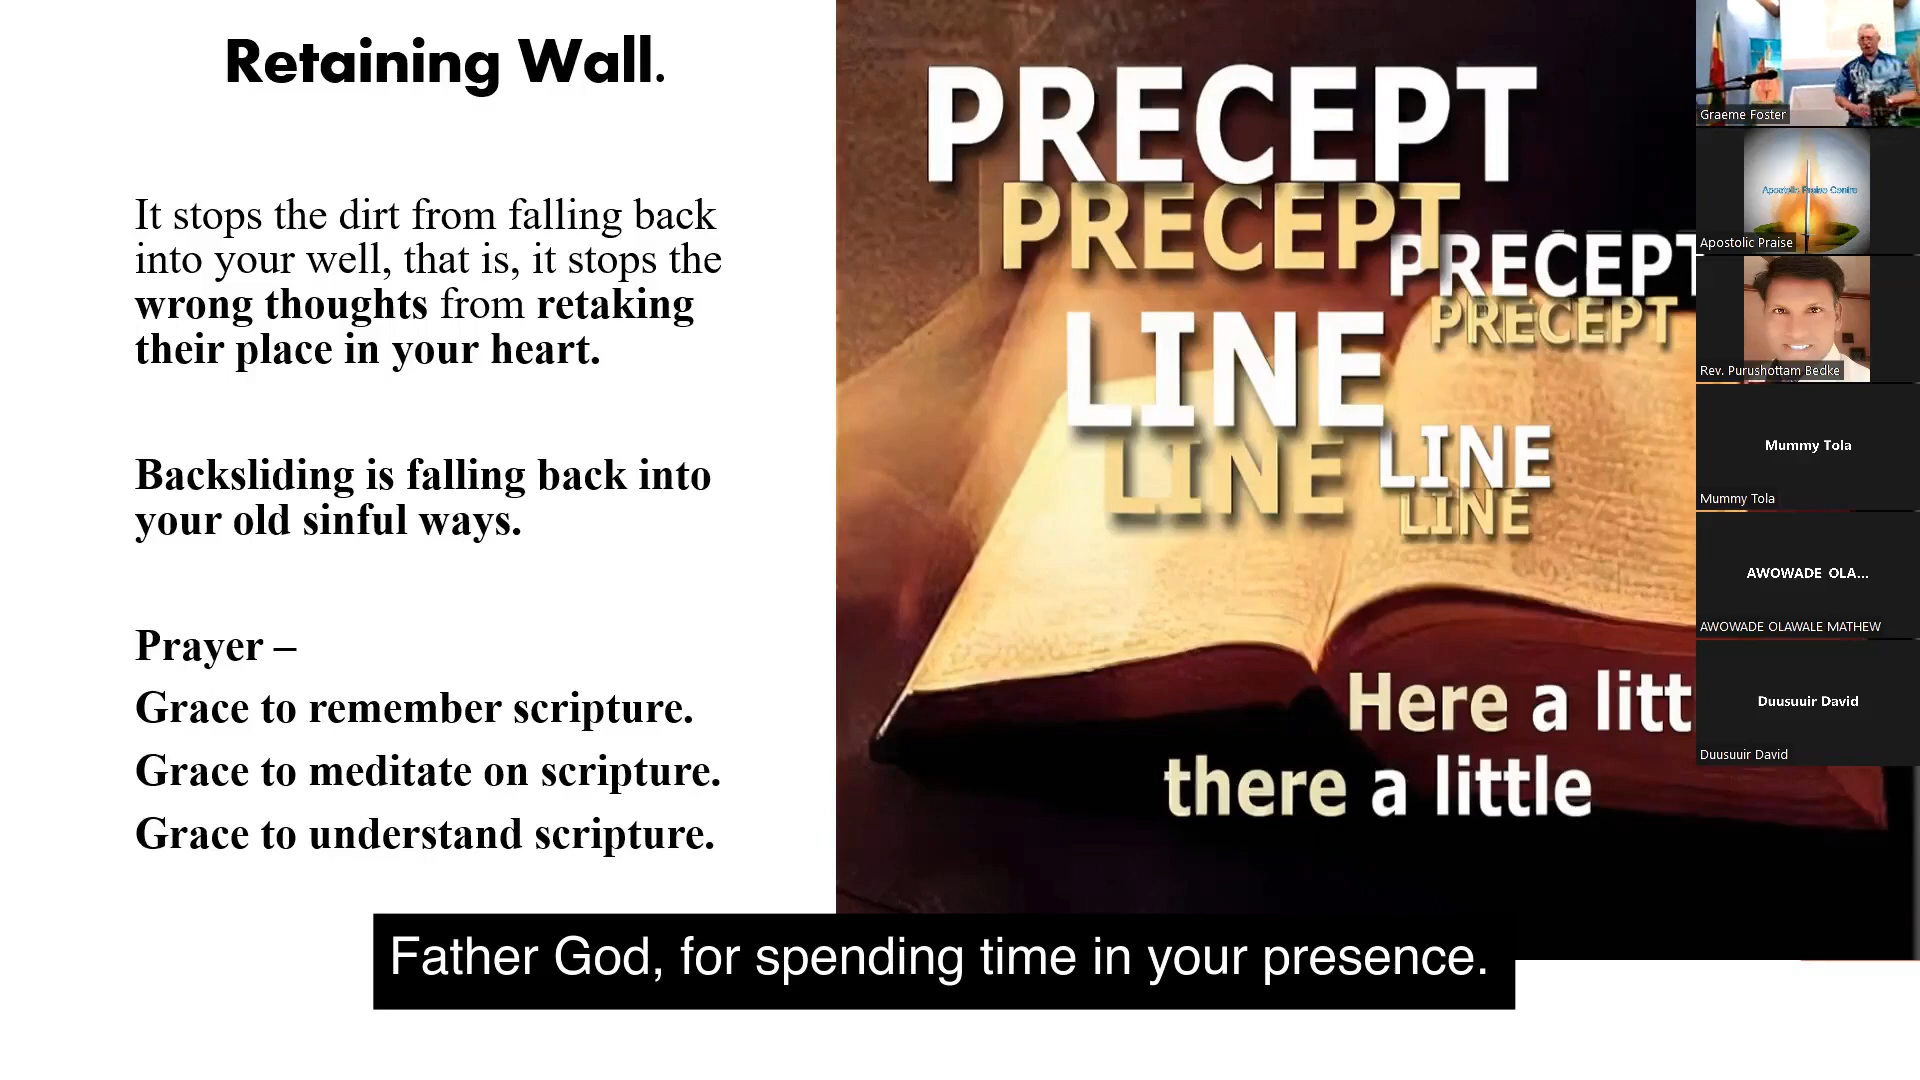 Retaining Wall.
It stops the dirt from falling back
into your well, that is, it stops the
wrong thoughts from retaking
their place in your heart.
Backsliding is falling back into
your old sinful ways.
Prayer –
Grace to remember scripture.
Grace to meditate on scripture.
Grace to understand scripture.
PRECEPT
PRECEPT
PRECEPT
PRECEPT
LINE
LINE
LINE
LINE
Here a litt
there a little
Father God, for spending time in your presence.
Graeme Foster
Apostolic Praise Centre
Apostolic Praise
Rev. Purushottam Bedke
Mummy Tola
Mummy Tola
AWOWADE OLA...
AWOWADE OLAWALE MATHEW
Duusuuir David
Duusuuir David